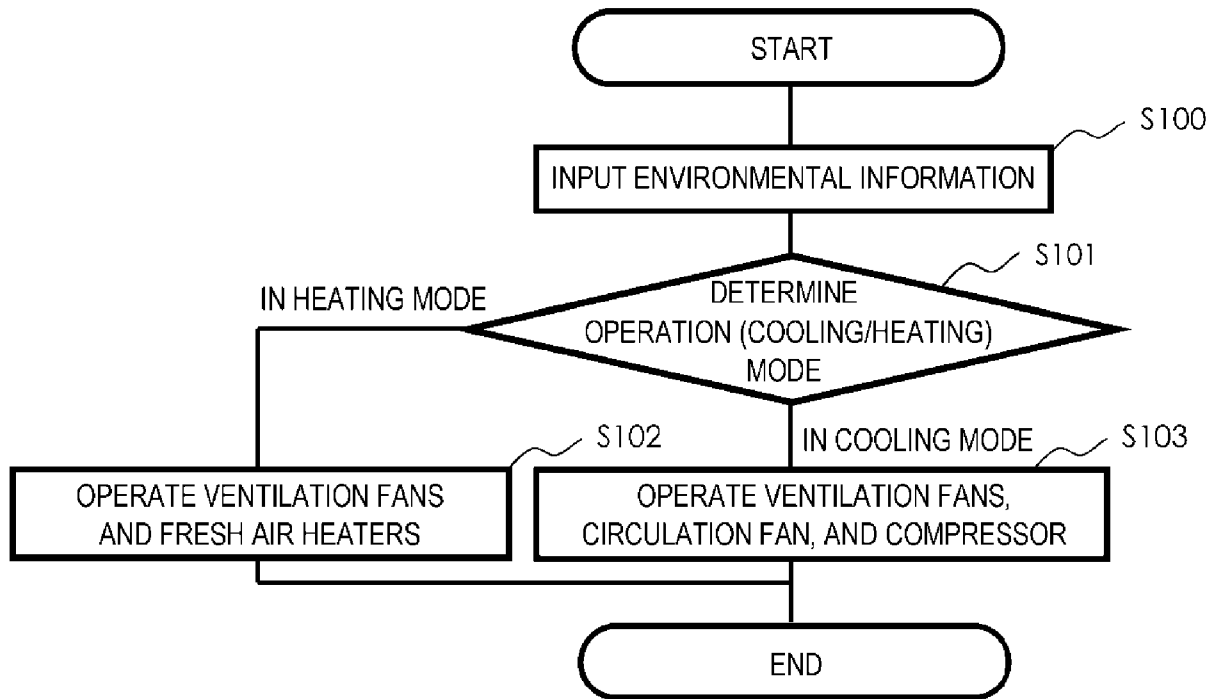 START
S100
INPUT ENVIRONMENTAL INFORMATION
S101
IN HEATING MODE
DETERMINE
OPERATION (COOLING/HEATING)
MODE
S102
IN COOLING MODE
S103
OPERATE VENTILATION FANS
AND FRESH AIR HEATERS
OPERATE VENTILATION FANS,
CIRCULATION FAN, AND COMPRESSOR
END